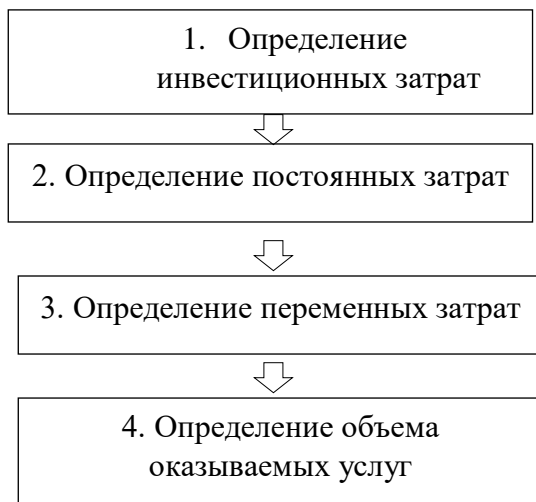 1. Определение
инвестиционных затрат
2. Определение постоянных затрат
3. Определение переменных затрат
4. Определение объема
оказываемых услуг